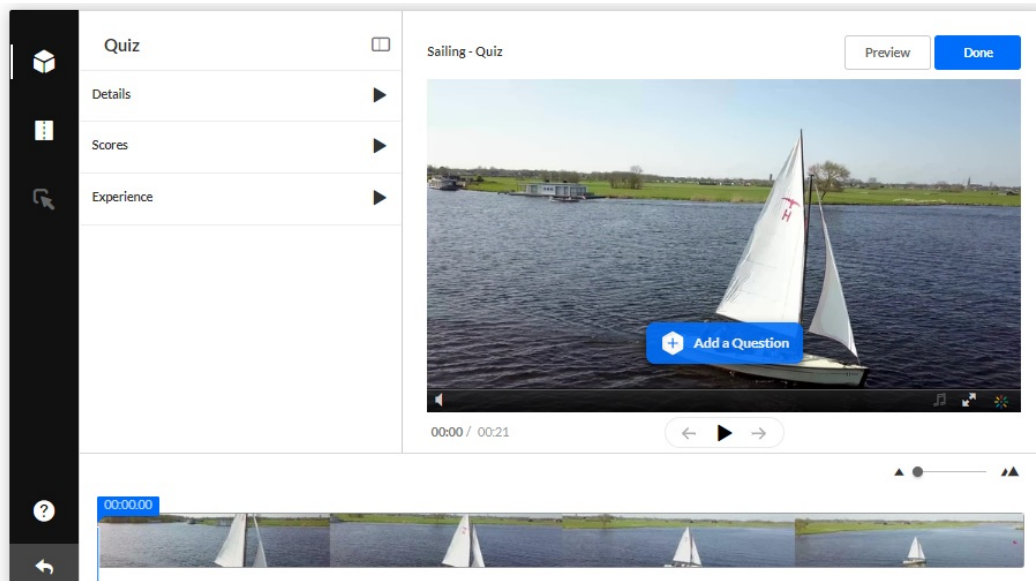 Quiz
Sailing - Quiz
Preview
Done
Details
Scores
Experience
H
Add a Question
00:00 / 00:21
00:00.00